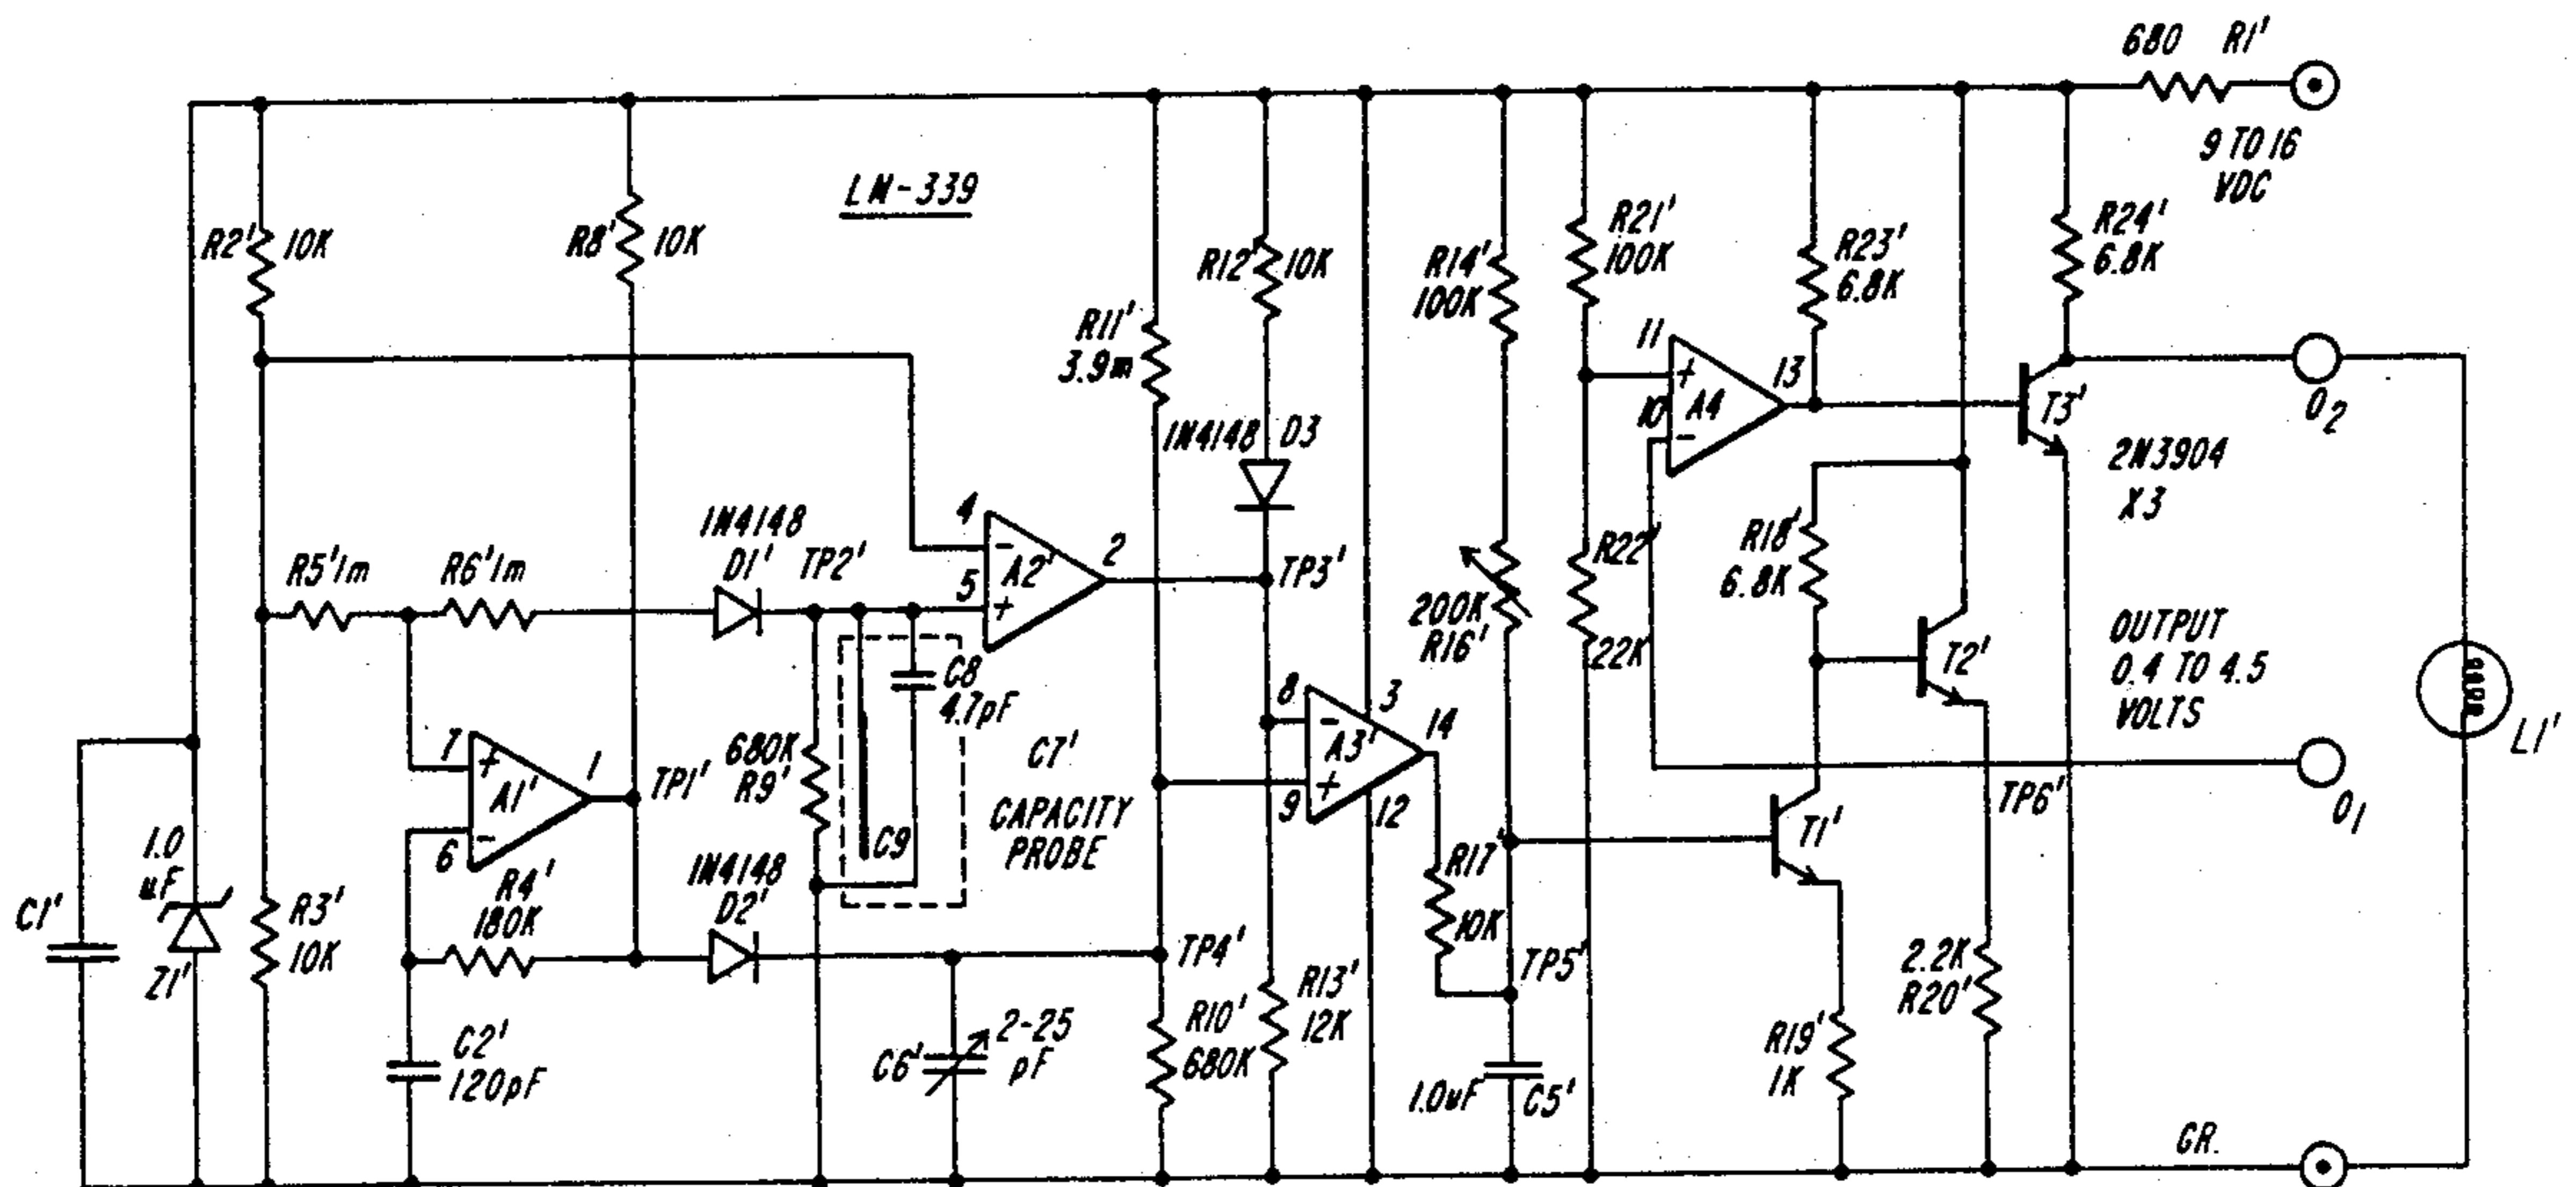 680 R1'
9 TO 16
VDC
LM-339
R2' 10K
R8' 10K
R12' 10K
R11'
3.9m
R14'
100K
R21'
100K
R23'
6.8K
R24'
6.8K
1N4148 D3
11
10
+
-
A4
13
T3'
O2
2N3904
X3
1N4148
D1'
TP2'
4
5
-
+
A2'
2
TP3'
R5' 1m
R6' 1m
200K
R16'
R22'
22K
R18'
6.8K
T2'
OUTPUT
0.4 TO 4.5
VOLTS
L1'
C8
4.7pF
C9
680K
R9'
C7'
CAPACITY
PROBE
7
6
+
-
A1'
1
TP1'
8
9
-
+
A3'
3
12
14
R17'
10K
T1'
TP6'
O1
1.0
uF
C1'
Z1'
R3'
10K
R4'
180K
1N4148
D2'
TP4'
TP5'
C2'
120pF
C6'
2-25
pF
R10'
680K
R13'
12K
1.0uF C5'
R19'
1K
2.2K
R20'
GR.